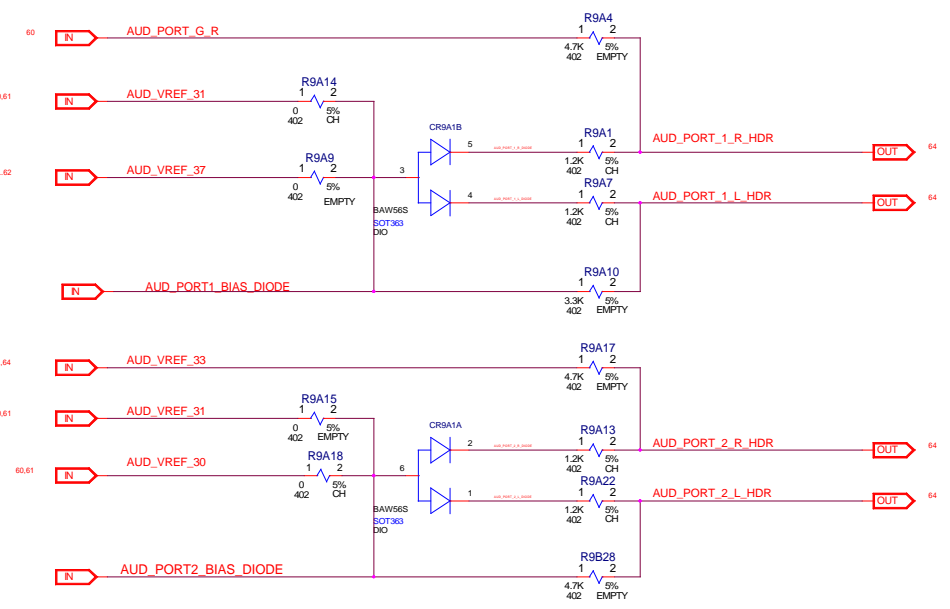 R9A4
60 IN AUD_PORT_G_R 1 2
4.7K 5%
402 EMPTY
R9A14
61 IN AUD_VREF_31 1 2
0 5%
402 CH
CR9A1B
R9A1
5 1 2 AUD_PORT_1_R_HDR OUT 64
1.2K 5%
402 CH
R9A9
62 IN AUD_VREF_37 1 2 3
0 5%
402 EMPTY
R9A7
4 1 2 AUD_PORT_1_L_HDR OUT 64
1.2K 5%
402 CH
BAW56S
SOT363
DIO
R9A10
IN AUD_PORT1_BIAS_DIODE 1 2
3.3K 5%
402 EMPTY
R9A17
64 IN AUD_VREF_33 1 2
4.7K 5%
402 EMPTY
R9A15
61 IN AUD_VREF_31 1 2
0 5%
402 EMPTY
CR9A1A
R9A13
2 1 2 AUD_PORT_2_R_HDR OUT 64
1.2K 5%
402 CH
R9A18
60,61 IN AUD_VREF_30 1 2 6
0 5%
402 CH
R9A22
1 1 2 AUD_PORT_2_L_HDR OUT 64
1.2K 5%
402 CH
BAW56S
SOT363
DIO
R9B28
IN AUD_PORT2_BIAS_DIODE 1 2
4.7K 5%
402 EMPTY